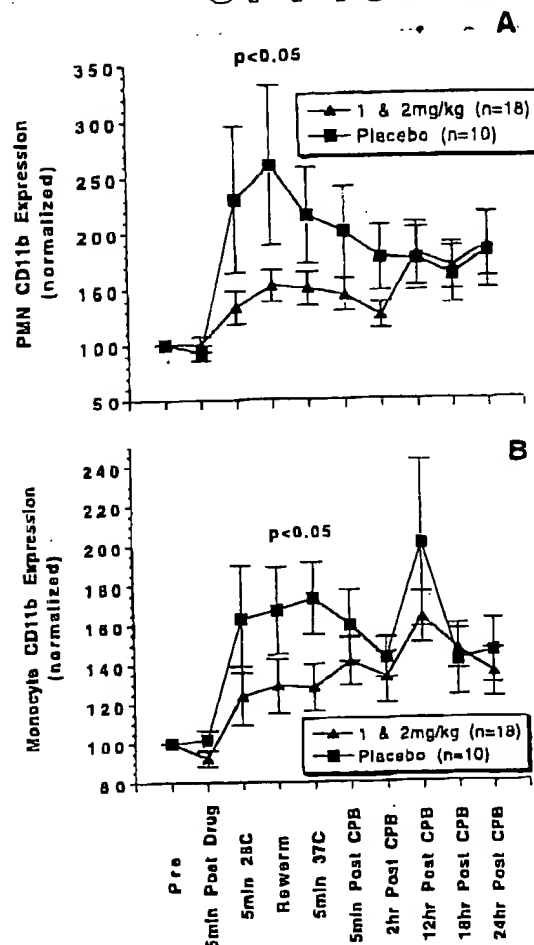 A
p<0.05
1 & 2mg/kg (n=18)
Placebo (n=10)
PMN CD11b Expression
(normalized)
350
300
250
200
150
100
50
B
p<0.05
1 & 2mg/kg (n=18)
Placebo (n=10)
Monocyte CD11b Expression
(normalized)
240
220
200
180
160
140
120
100
80
Pre
5min Post Drug
5min 28C
Rewarm
5min 37C
5min Post CPB
2hr Post CPB
12hr Post CPB
18hr Post CPB
24hr Post CPB